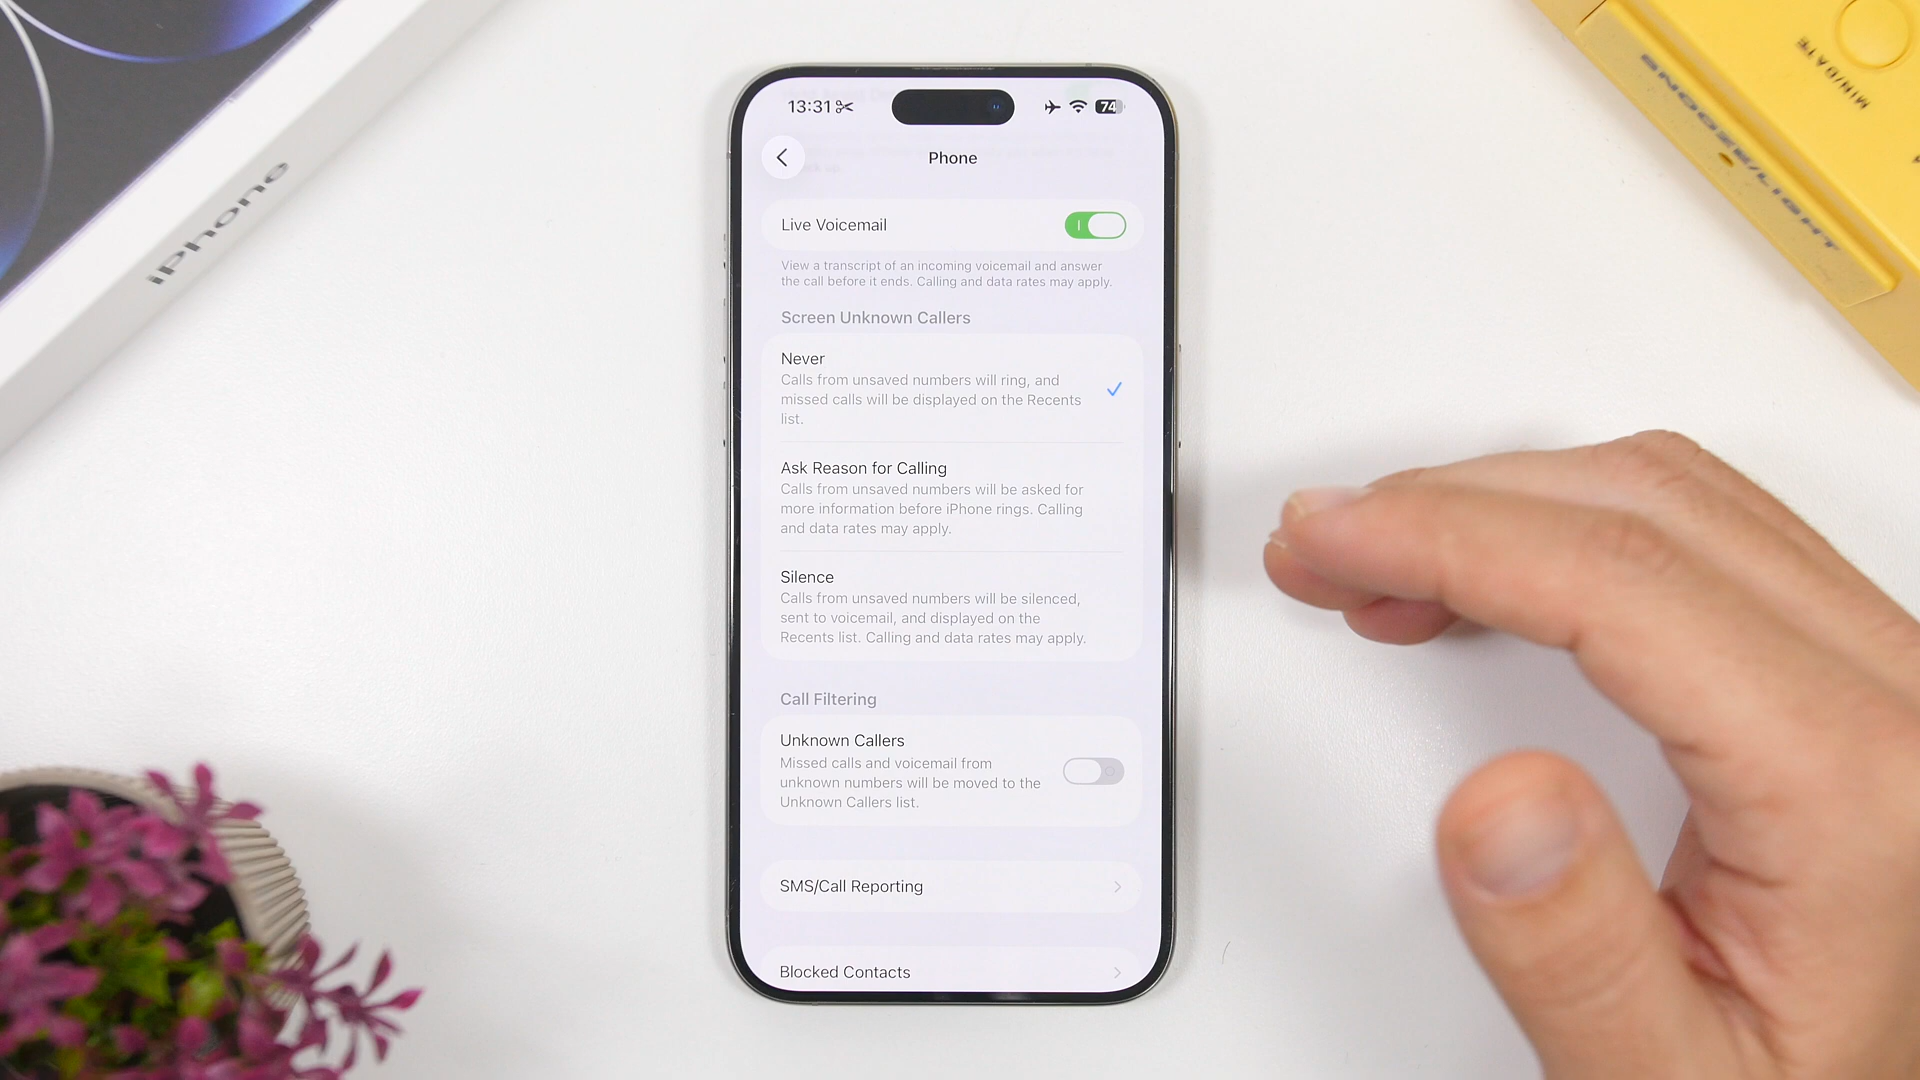 iPhone
MIN/DATE
SNOOZE/LIGHT
13:31
74
Phone
Live Voicemail
View a transcript of an incoming voicemail and answer
the call before it ends. Calling and data rates may apply.
Screen Unknown Callers
Never
Calls from unsaved numbers will ring, and
missed calls will be displayed on the Recents
list.
Ask Reason for Calling
Calls from unsaved numbers will be asked for
more information before iPhone rings. Calling
and data rates may apply.
Silence
Calls from unsaved numbers will be silenced,
sent to voicemail, and displayed on the
Recents list. Calling and data rates may apply.
Call Filtering
Unknown Callers
Missed calls and voicemail from
unknown numbers will be moved to the
Unknown Callers list.
SMS/Call Reporting
Blocked Contacts